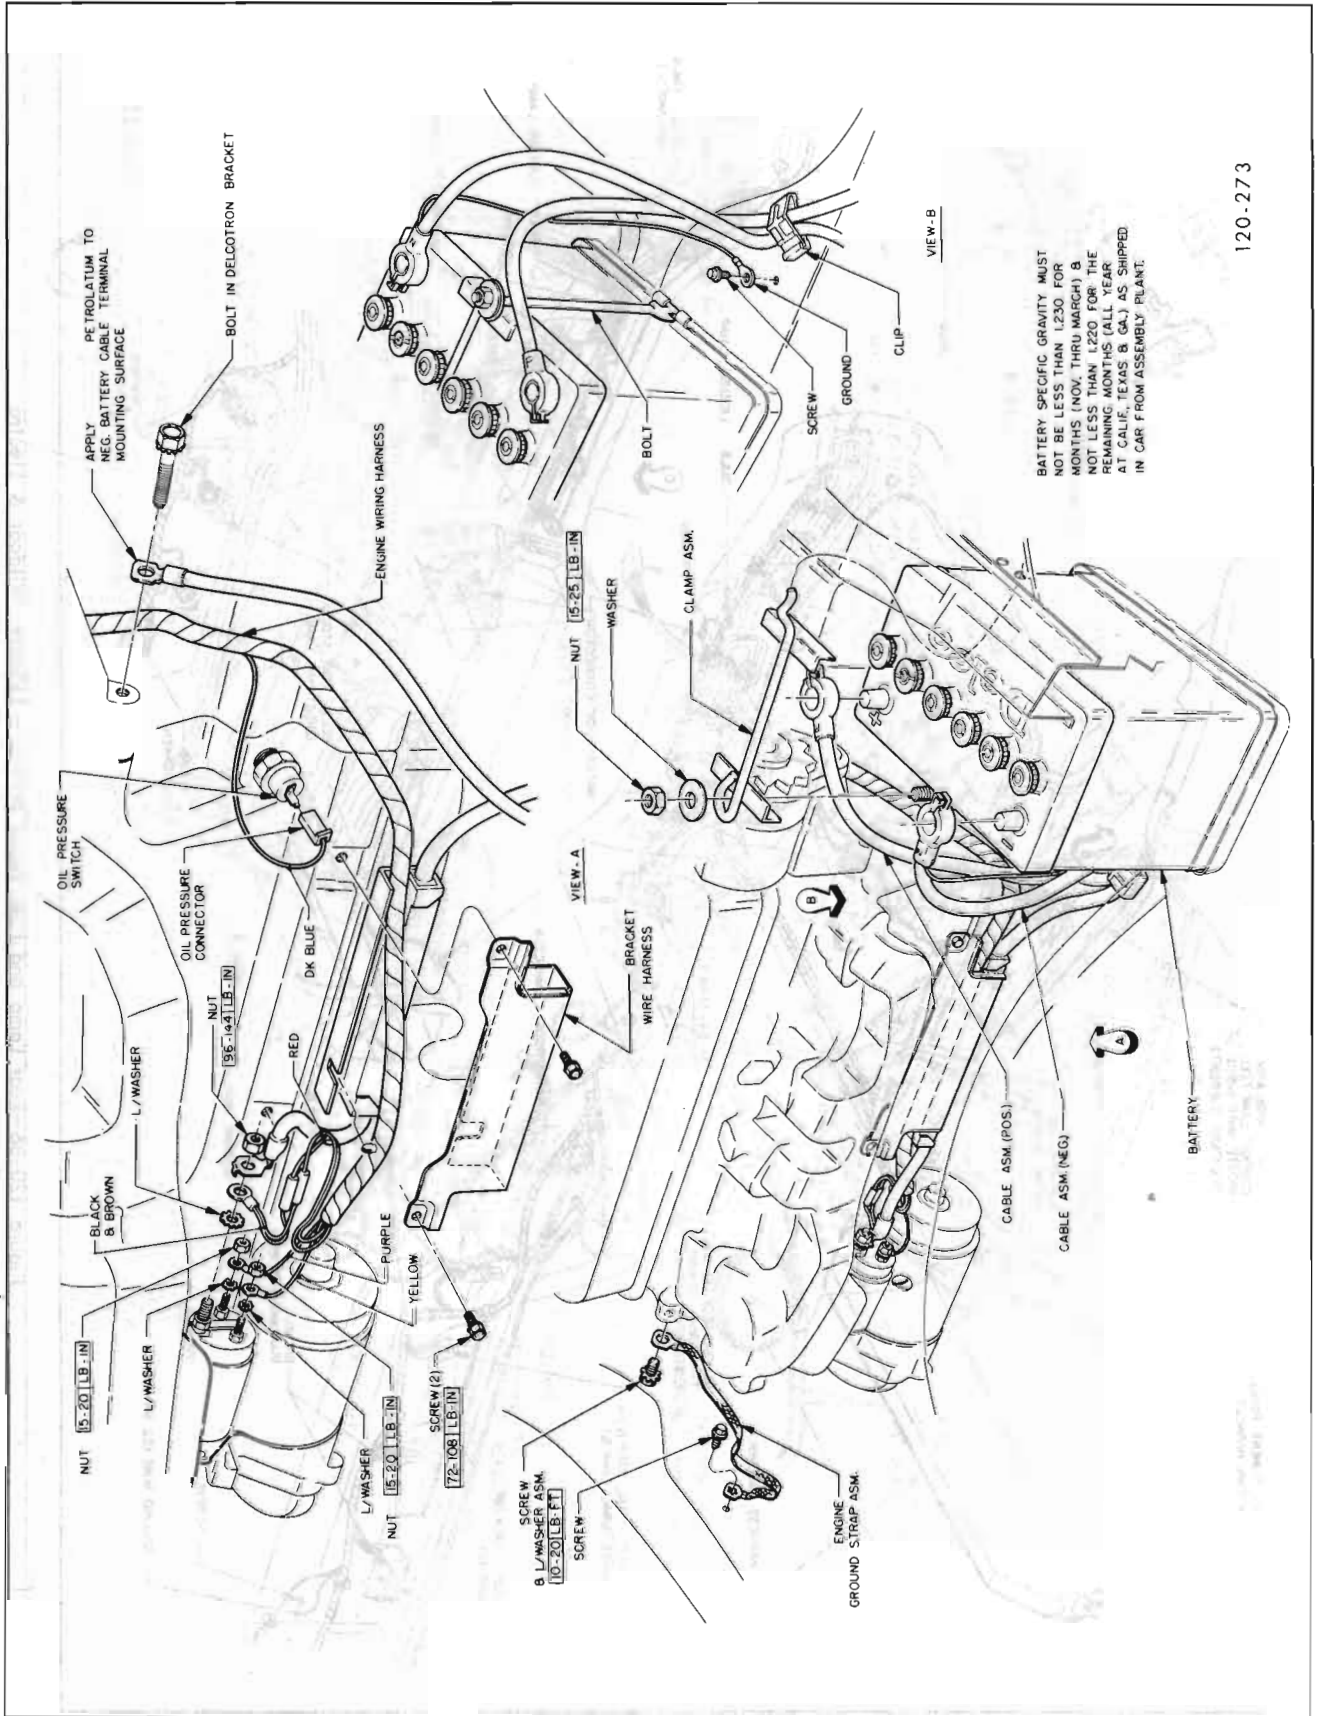 APPLY PETROLATUM TO
NEG. BATTERY CABLE TERMINAL
MOUNTING SURFACE
BOLT IN DELCOTRON BRACKET
ENGINE WIRING HARNESS
OIL PRESSURE
SWITCH
OIL PRESSURE
CONNECTOR
DK BLUE
NUT
96-144 LB-IN
RED
L/WASHER
BLACK
& BROWN
NUT 15-20 LB-IN
L/WASHER
PURPLE
YELLOW
L/WASHER
NUT 15-20 LB-IN
SCREW (2)
72-108 LB-IN
BRACKET
WIRE HARNESS
VIEW-A
BOLT
SCREW
GROUND
CLIP
VIEW-B
NUT 15-25 LB-IN
WASHER
CLAMP ASM.
+
-
B
A
SCREW
& L/WASHER ASM.
10-20 LB-FT
SCREW
ENGINE
GROUND STRAP ASM.
CABLE ASM.(POS.)
CABLE ASM.(NEG.)
BATTERY
BATTERY SPECIFIC GRAVITY MUST
NOT BE LESS THAN 1.230 FOR
MONTHS (NOV. THRU MARCH) &
NOT LESS THAN 1.220 FOR THE
REMAINING MONTHS (ALL YEAR
AT CALIF., TEXAS & GA.) AS SHIPPED
IN CAR FROM ASSEMBLY PLANT.
120-273